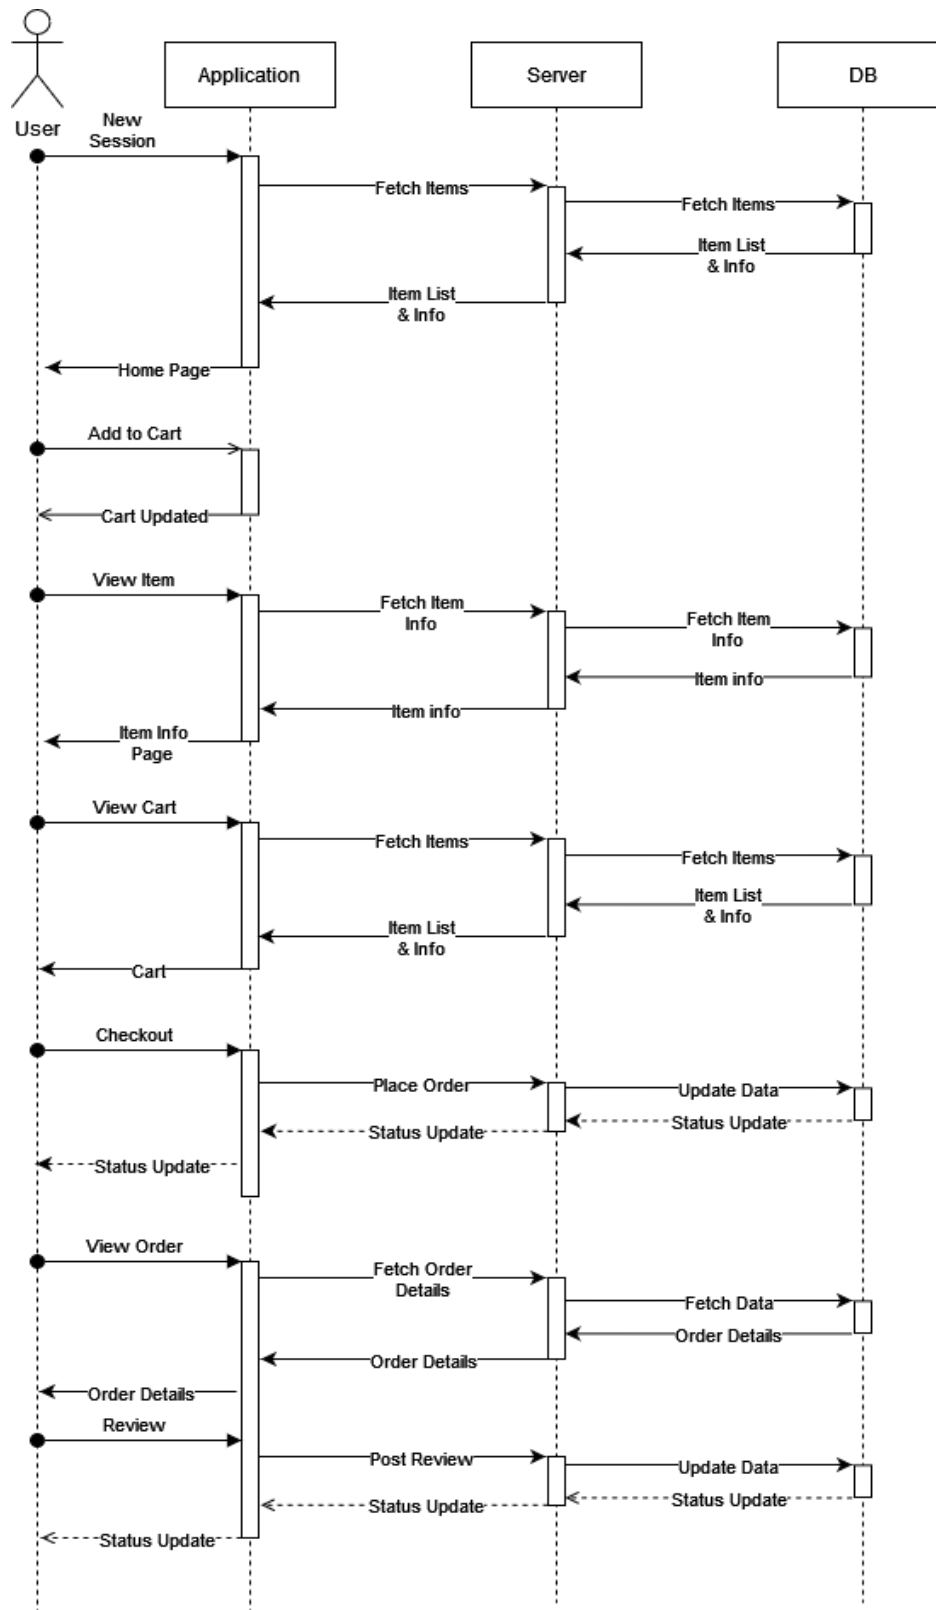 Application
Server
DB
User
New
Session
Fetch Items
Fetch Items
Item List
& Info
Item List
& Info
Home Page
Add to Cart
Cart Updated
View Item
Fetch Item
Info
Fetch Item
Info
Item info
Item info
Item Info
Page
View Cart
Fetch Items
Fetch Items
Item List
& Info
Item List
& Info
Cart
Checkout
Place Order
Update Data
Status Update
Status Update
Status Update
View Order
Fetch Order
Details
Fetch Data
Order Details
Order Details
Order Details
Review
Post Review
Update Data
Status Update
Status Update
Status Update